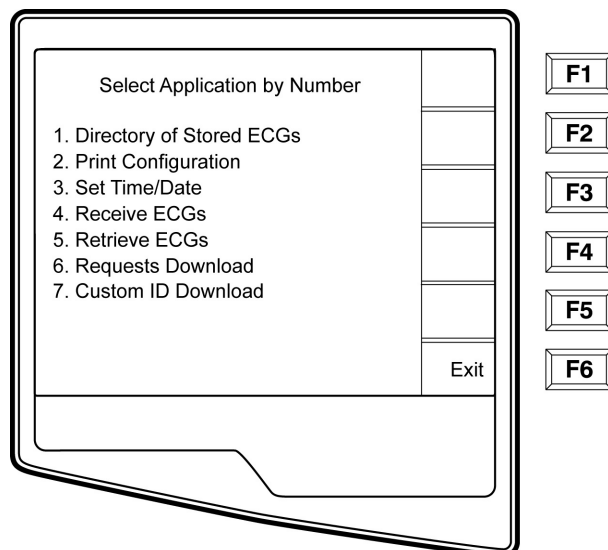 Select Application by Number
1. Directory of Stored ECGs
2. Print Configuration
3. Set Time/Date
4. Receive ECGs
5. Retrieve ECGs
6. Requests Download
7. Custom ID Download
Exit
F1
F2
F3
F4
F5
F6